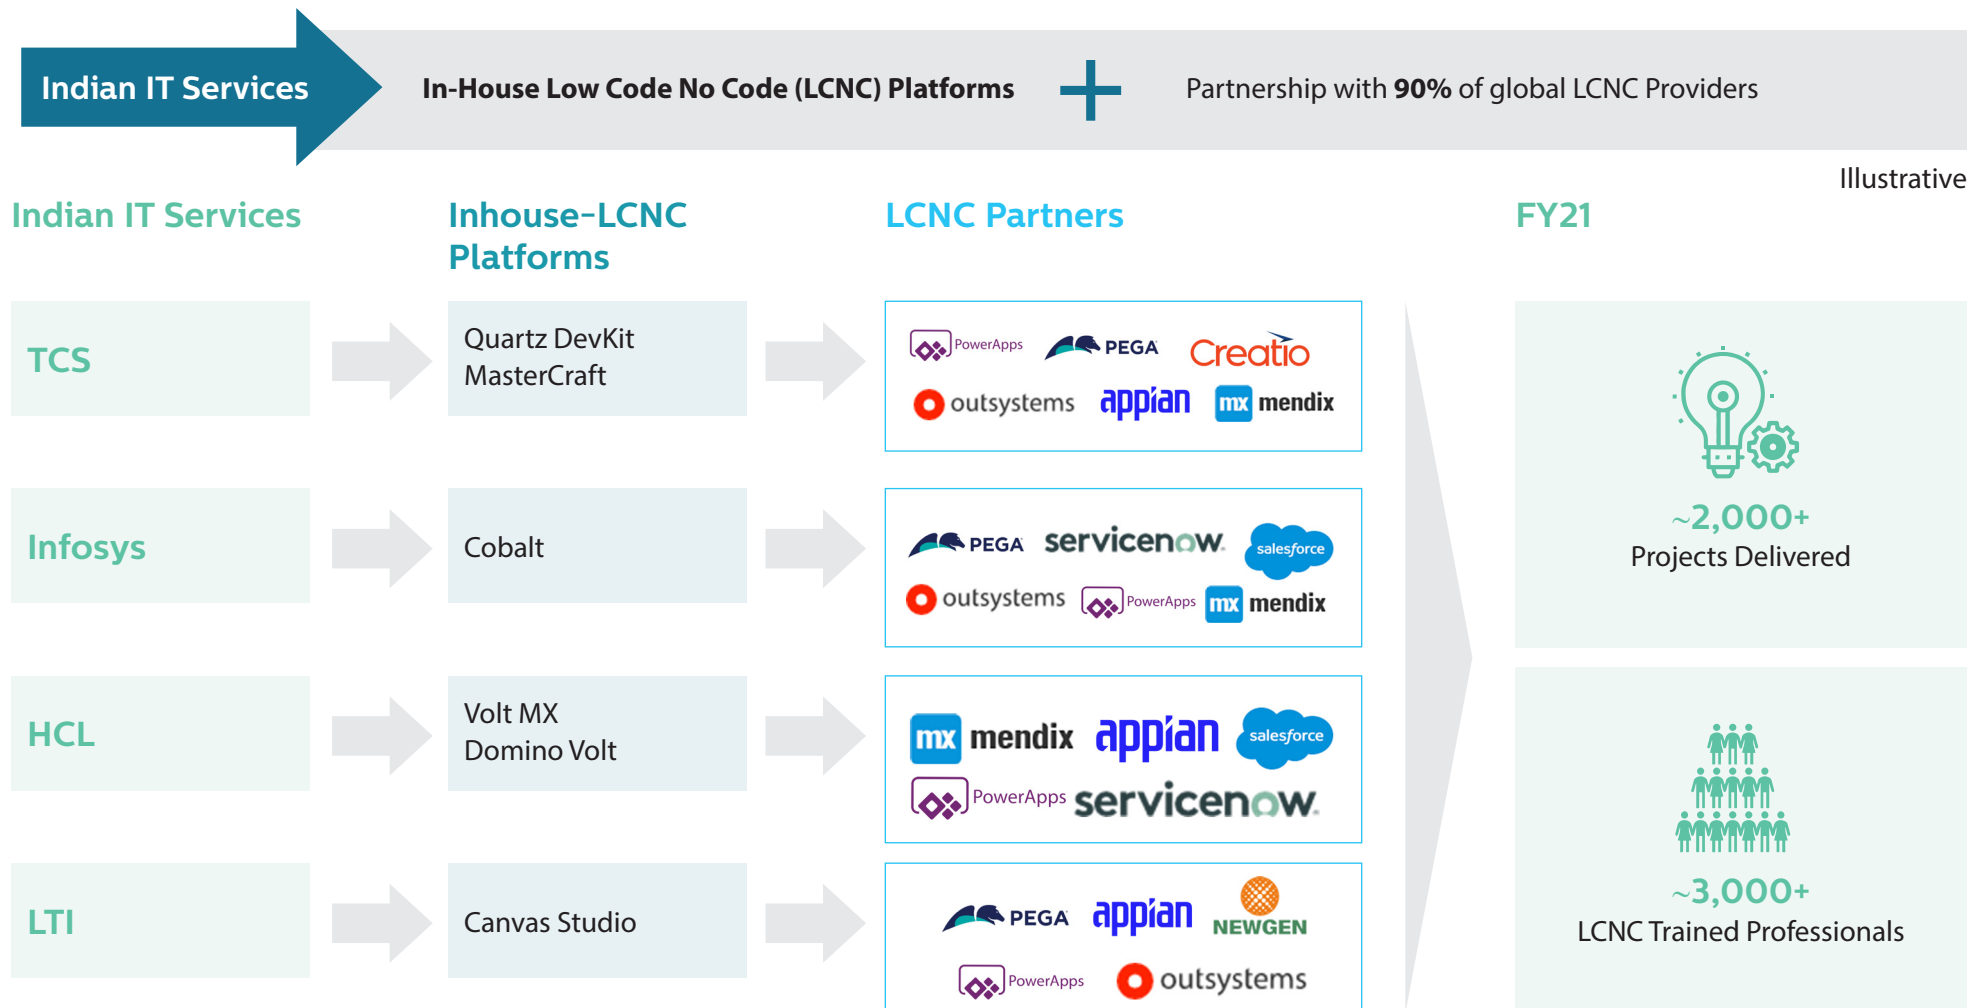 Indian IT Services
In-House Low Code No Code (LCNC) Platforms
Partnership with 90% of global LCNC Providers
Illustrative
Indian IT Services
Inhouse-LCNC
Platforms
LCNC Partners
FY21
TCS
Quartz DevKit
MasterCraft
PowerApps PEGA Creatio
outsystems appian mx mendix
Infosys
Cobalt
PEGA servicenow. salesforce
outsystems PowerApps mx mendix
~2,000+
Projects Delivered
HCL
Volt MX
Domino Volt
mx mendix appian salesforce
PowerApps servicenow.
LTI
Canvas Studio
PEGA appian NEWGEN
PowerApps outsystems
~3,000+
LCNC Trained Professionals